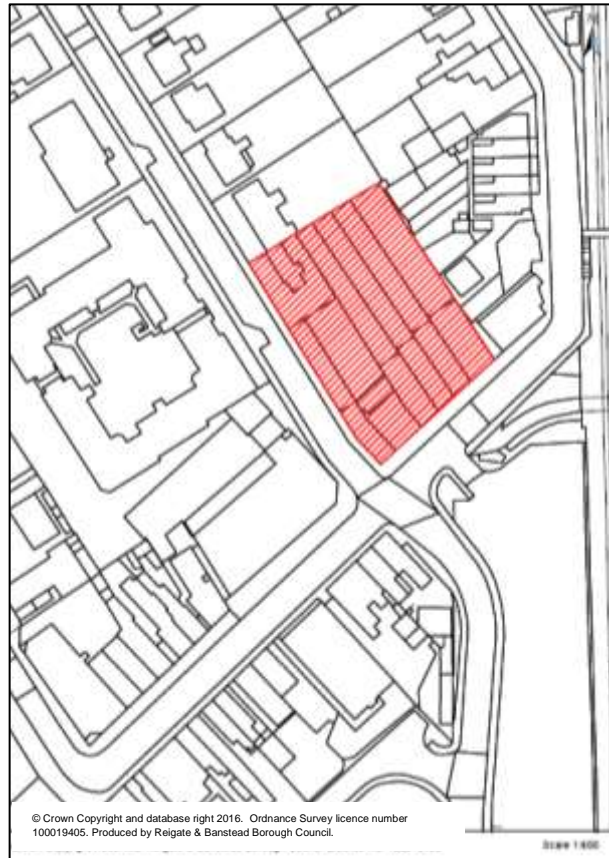 © Crown Copyright and database right 2016. Ordnance Survey licence number
100019405. Produced by Reigate & Banstead Borough Council.